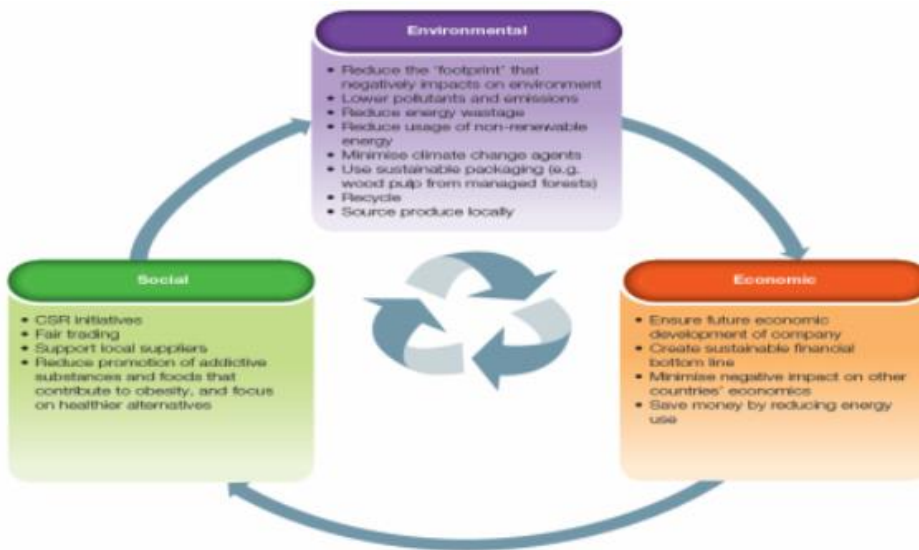 Environmental
• Reduce the 'footprint' that
negatively impacts on environment
• Lower pollutants and emissions
• Reduce energy wastage
• Reduce usage of non-renewable
energy
• Minimise climate change agents
• Use sustainable packaging (e.g.
wood pulp from managed forests)
• Recycle
• Source produce locally
Social
• CSR initiatives
• Fair trading
• Support local suppliers
• Reduce promotion of addictive
substances and foods that
contribute to obesity, and focus
on healthier alternatives
Economic
• Ensure future economic
development of company
• Create sustainable financial
bottom line
• Minimise negative impact on other
countries' economics
• Save money by reducing energy
use